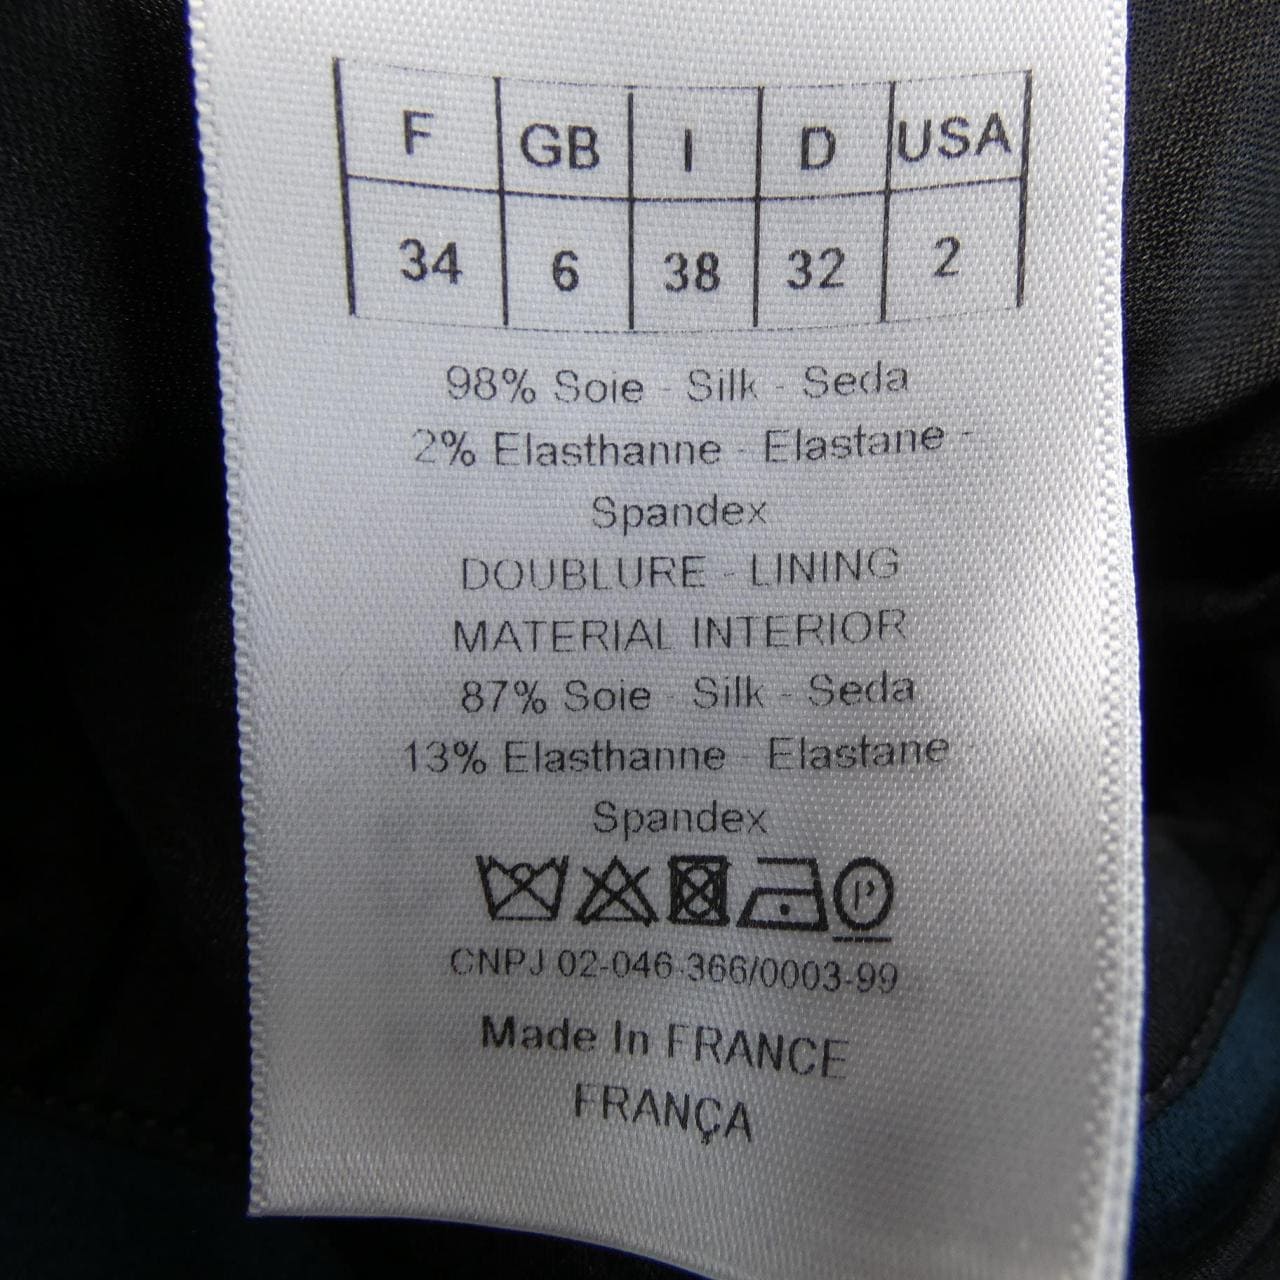 F GB I D USA
34 6 38 32 2
98% Soie - Silk - Seda
2% Elasthanne - Elastane -
Spandex
DOUBLURE - LINING
MATERIAL INTERIOR
87% Soie - Silk - Seda
13% Elasthanne - Elastane -
Spandex
P
CNPJ 02-046-366/0003-99
Made In FRANCE
FRANÇA